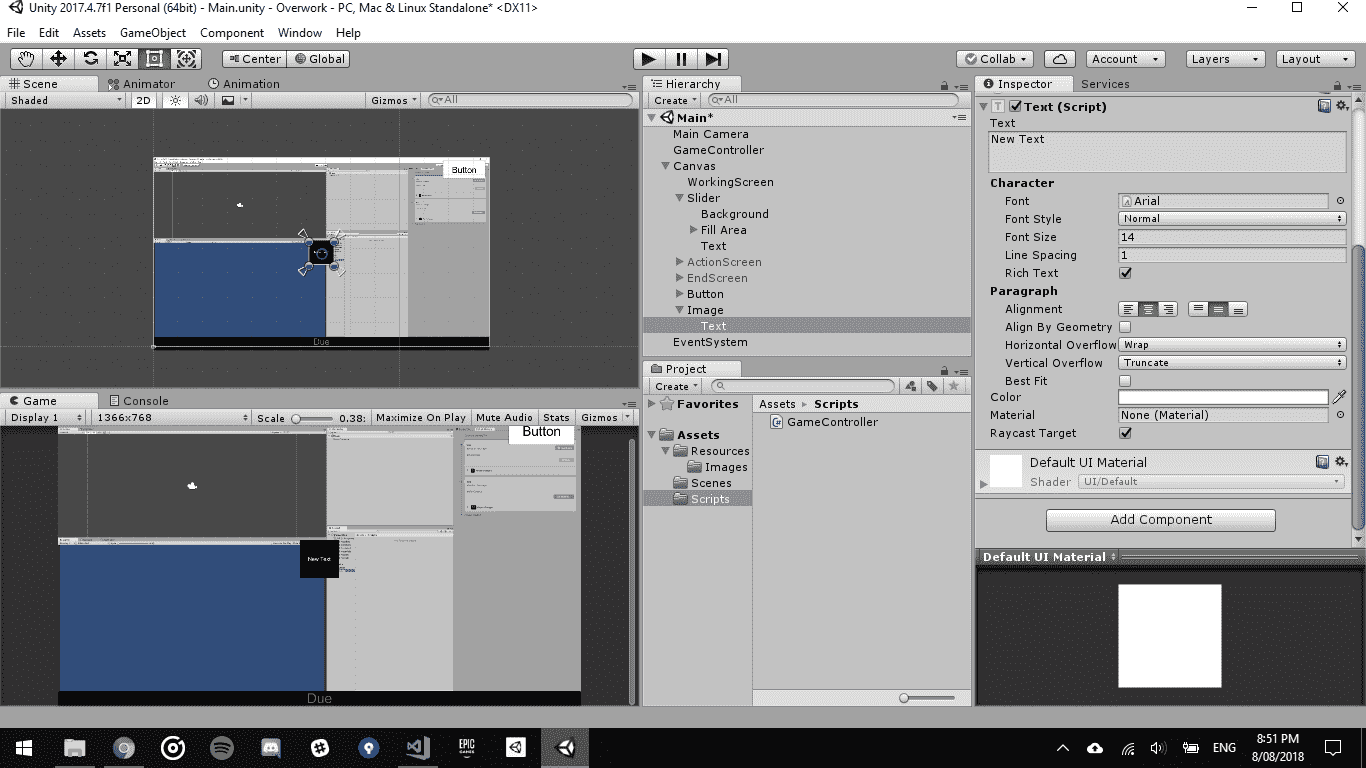 Unity 2017.4.7f1 Personal (64bit) - Main.unity - Overwork - PC, Mac & Linux Standalone* <DX11>
File Edit Assets GameObject Component Window Help
Center Global Collab Account Layers Layout
Scene Animator Animation
Shaded 2D Gizmos All
Button
Due
Game Console
Display 1 1366x768 Scale 0.38: Maximize On Play Mute Audio Stats Gizmos
Button
New Text
Due
Hierarchy
Create All
Main*
Main Camera
GameController
Canvas
WorkingScreen
Slider
Background
Fill Area
Text
ActionScreen
EndScreen
Button
Image
Text
EventSystem
Project
Create
Favorites
Assets
Resources
Images
Scenes
Scripts
Assets Scripts
GameController
Inspector Services
Text (Script)
Text
New Text
Character
Font Arial
Font Style Normal
Font Size 14
Line Spacing 1
Rich Text
Paragraph
Alignment
Align By Geometry
Horizontal Overflow Wrap
Vertical Overflow Truncate
Best Fit
Color
Material None (Material)
Raycast Target
Default UI Material
Shader UI/Default
Add Component
Default UI Material
EPIC
GAMES
ENG
8:51 PM
8/08/2018